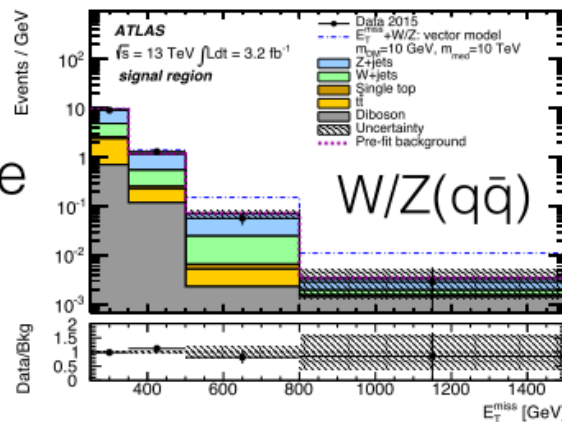 Events / GeV
10²
10
1
10⁻¹
10⁻²
10⁻³
ATLAS
√s = 13 TeV ∫Ldt = 3.2 fb⁻¹
signal region
Data 2015
E_T^miss +W/Z: vector model
m_DM=10 GeV, m_med=10 TeV
Z+jets
W+jets
Single top
tt̄
Diboson
Uncertainty
Pre-fit background
e
W/Z(qq̄)
Data/Bkg
2
1.5
1
0.5
0
400 600 800 1000 1200 1400
E_T^miss [GeV]